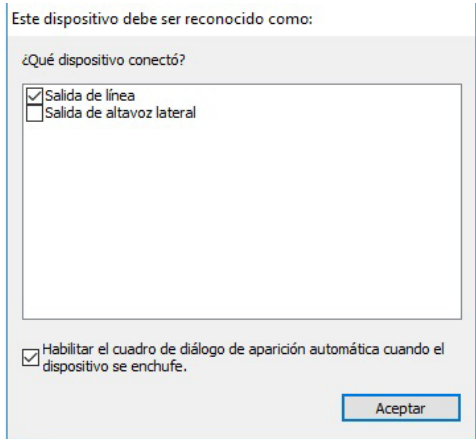 Este dispositivo debe ser reconocido como:
¿Qué dispositivo conectó?
Salida de línea
Salida de altavoz lateral
Habilitar el cuadro de diálogo de aparición automática cuando el
dispositivo se enchufe.
Aceptar